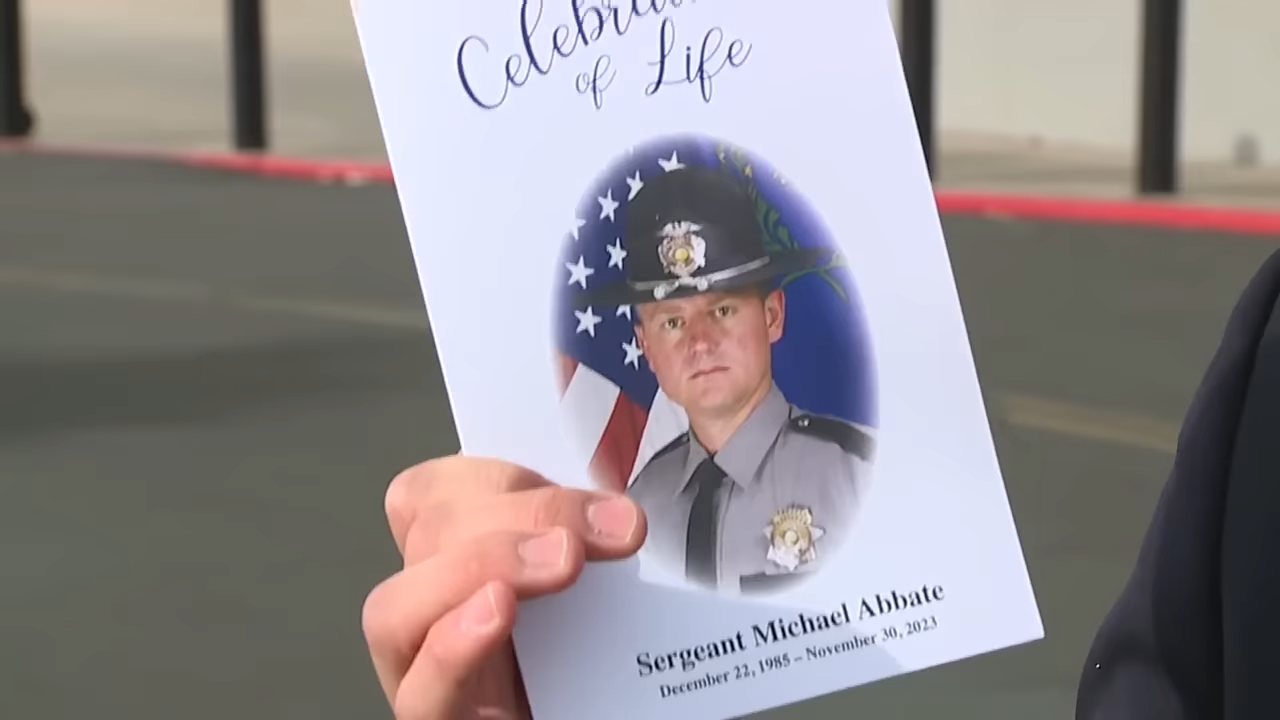 of Life
Sergeant Michael Abbate
December 22, 1985 – November 30, 2023